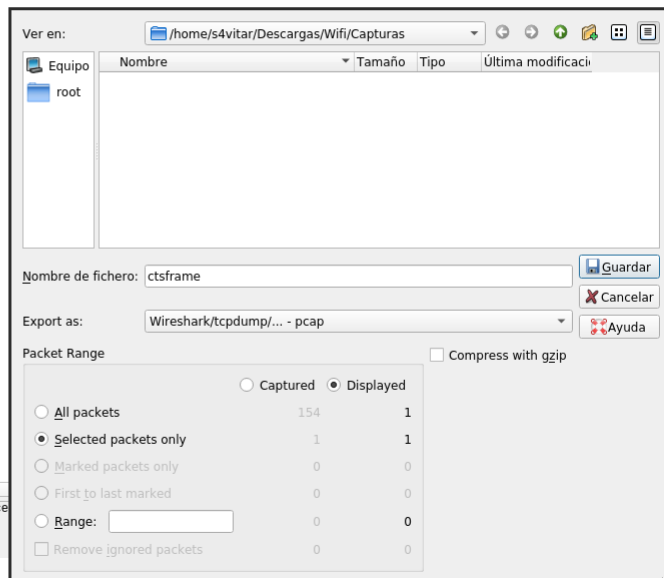 Ver en: /home/s4vitar/Descargas/Wifi/Capturas
Equipo
root
Nombre Tamaño Tipo Última modificaci
Nombre de fichero: ctsframe
Guardar
Cancelar
Export as: Wireshark/tcpdump/... - pcap
Ayuda
Packet Range
Compress with gzip
Captured Displayed
All packets 154 1
Selected packets only 1 1
Marked packets only 0 0
First to last marked 0 0
Range: 0 0
Remove ignored packets 0 0